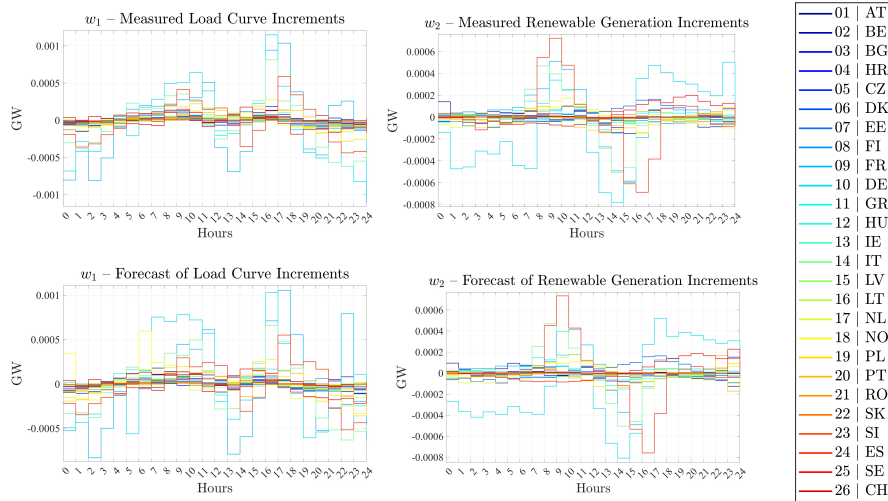 w1 – Measured Load Curve Increments
0.001
0.0005
0
-0.0005
-0.001
GW
0 1 2 3 4 5 6 7 8 9 10 11 12 13 14 15 16 17 18 19 20 21 22 23 24
Hours
w2 – Measured Renewable Generation Increments
0.0006
0.0004
0.0002
0
-0.0002
-0.0004
-0.0006
-0.0008
GW
0 1 2 3 4 5 6 7 8 9 10 11 12 13 14 15 16 17 18 19 20 21 22 23 24
Hours
w1 – Forecast of Load Curve Increments
0.001
0.0005
0
-0.0005
GW
0 1 2 3 4 5 6 7 8 9 10 11 12 13 14 15 16 17 18 19 20 21 22 23 24
Hours
w2 – Forecast of Renewable Generation Increments
0.0006
0.0004
0.0002
0
-0.0002
-0.0004
-0.0006
-0.0008
GW
0 1 2 3 4 5 6 7 8 9 10 11 12 13 14 15 16 17 18 19 20 21 22 23 24
Hours
01 | AT
02 | BE
03 | BG
04 | HR
05 | CZ
06 | DK
07 | EE
08 | FI
09 | FR
10 | DE
11 | GR
12 | HU
13 | IE
14 | IT
15 | LV
16 | LT
17 | NL
18 | NO
19 | PL
20 | PT
21 | RO
22 | SK
23 | SI
24 | ES
25 | SE
26 | CH